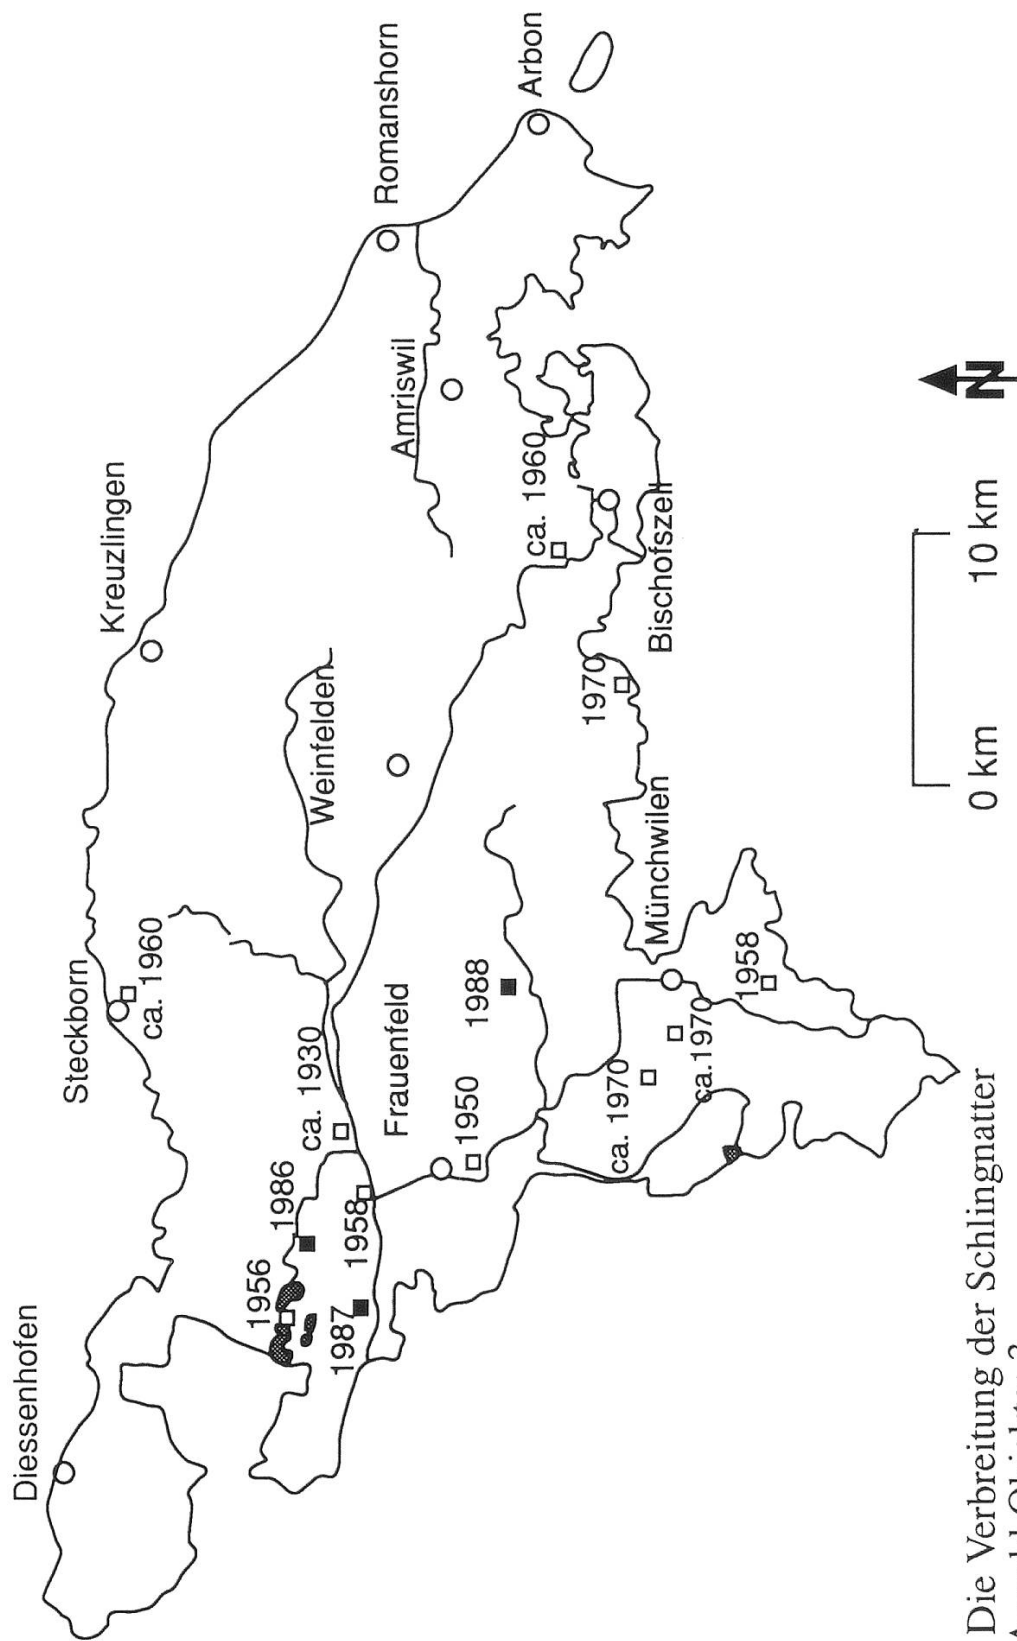 Diessenhofen
Steckborn
ca. 1960
Kreuzlingen
Romanshorn
Arbon
Amriswil
Weinfelden
1956
1986
ca. 1930
1987
1958
Frauenfeld
1950
1988
ca. 1960
Bischofszell
1970
Münchwilen
ca. 1970
ca. 1970
1958
0 km
10 km
N
Die Verbreitung der Schlingnatter